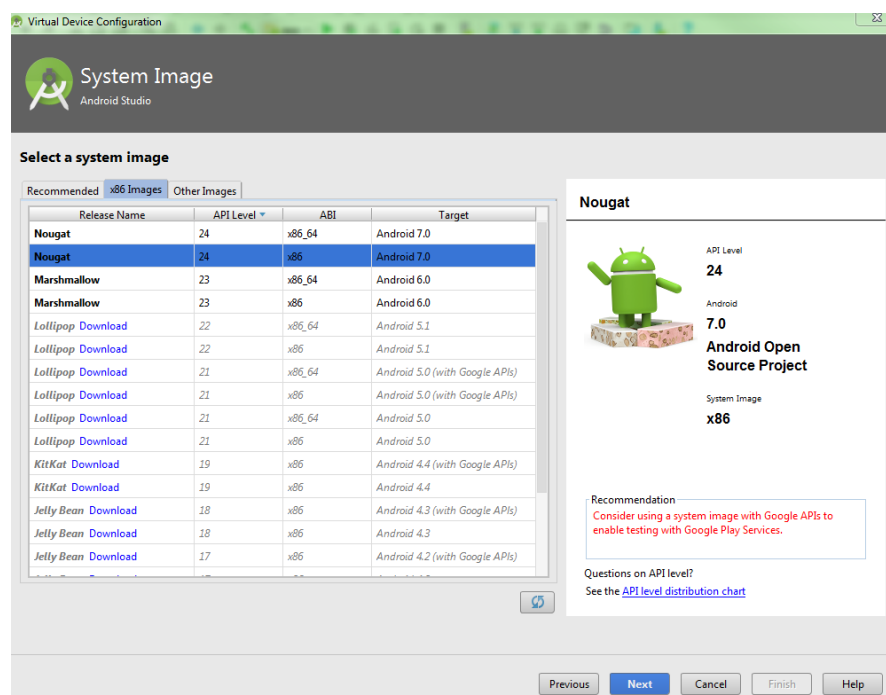 Virtual Device Configuration
System Image
Android Studio
Select a system image
Recommended x86 Images Other Images
Release Name API Level ABI Target
Nougat 24 x86_64 Android 7.0
Nougat 24 x86 Android 7.0
Marshmallow 23 x86_64 Android 6.0
Marshmallow 23 x86 Android 6.0
Lollipop Download 22 x86_64 Android 5.1
Lollipop Download 22 x86 Android 5.1
Lollipop Download 21 x86_64 Android 5.0 (with Google APIs)
Lollipop Download 21 x86 Android 5.0 (with Google APIs)
Lollipop Download 21 x86_64 Android 5.0
Lollipop Download 21 x86 Android 5.0
KitKat Download 19 x86 Android 4.4 (with Google APIs)
KitKat Download 19 x86 Android 4.4
Jelly Bean Download 18 x86 Android 4.3 (with Google APIs)
Jelly Bean Download 18 x86 Android 4.3
Jelly Bean Download 17 x86 Android 4.2 (with Google APIs)
Nougat
API Level
24
Android
7.0
Android Open
Source Project
System Image
x86
Recommendation
Consider using a system image with Google APIs to
enable testing with Google Play Services.
Questions on API level?
See the API level distribution chart
Previous Next Cancel Finish Help